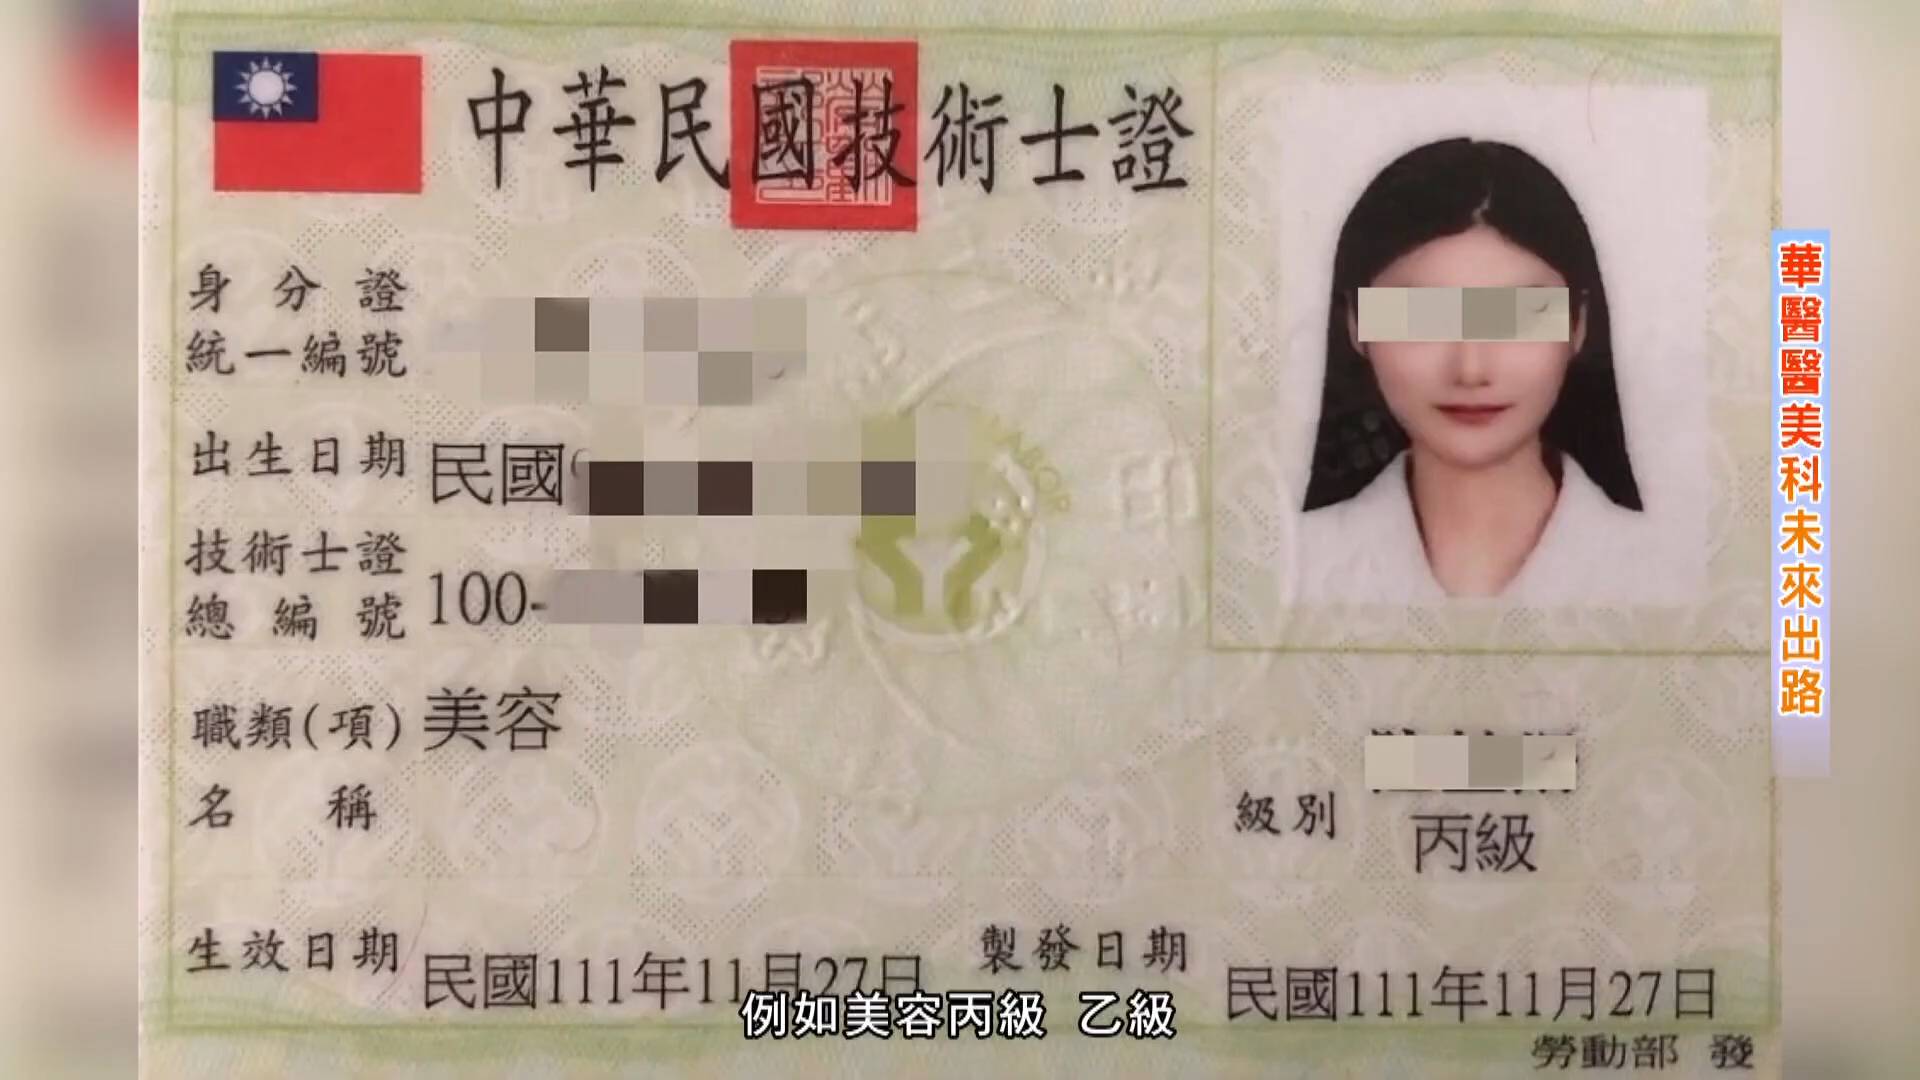 中華民國技術士證
身分證
統一編號
出生日期 民國
技術士證
總編號 100-
職類(項) 美容
名稱
級別 丙級
生效日期 民國111年11月27日
製發日期 民國111年11月27日
勞動部 發
例如美容丙級 乙級
華醫醫美科未來出路